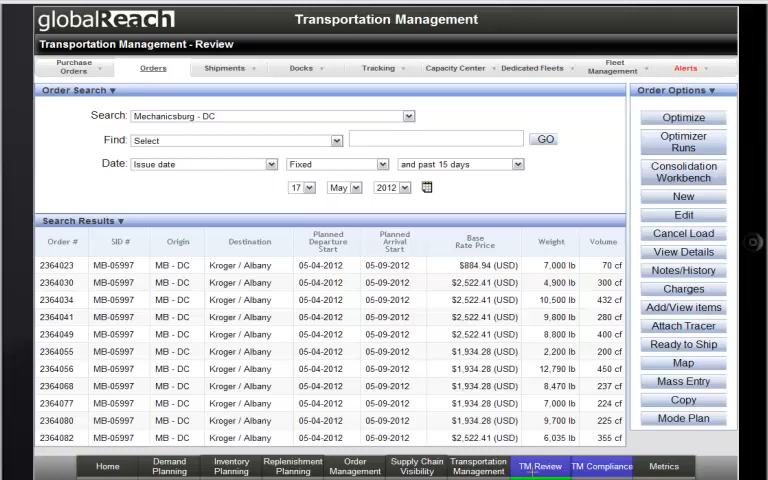 globalReach
Transportation Management
Transportation Management - Review
Purchase Orders
Orders
Shipments
Docks
Tracking
Capacity Center
Dedicated Fleets
Fleet Management
Alerts
Order Search
Search: Mechanicsburg - DC
Find: Select GO
Date: Issue date Fixed and past 15 days
17 May 2012
Search Results
Order # SID # Origin Destination Planned Departure Start Planned Arrival Start Base Rate Price Weight Volume
2364023 MB-05997 MB - DC Kroger / Albany 05-04-2012 05-09-2012 $884.94 (USD) 7,000 lb 70 cf
2364030 MB-05997 MB - DC Kroger / Albany 05-04-2012 05-09-2012 $2,522.41 (USD) 4,900 lb 300 cf
2364034 MB-05997 MB - DC Kroger / Albany 05-04-2012 05-09-2012 $2,522.41 (USD) 10,500 lb 432 cf
2364041 MB-05997 MB - DC Kroger / Albany 05-04-2012 05-09-2012 $2,522.41 (USD) 9,800 lb 280 cf
2364049 MB-05997 MB - DC Kroger / Albany 05-04-2012 05-09-2012 $2,522.41 (USD) 8,800 lb 400 cf
2364055 MB-05997 MB - DC Kroger / Albany 05-04-2012 05-09-2012 $1,934.28 (USD) 2,200 lb 200 cf
2364056 MB-05997 MB - DC Kroger / Albany 05-04-2012 05-09-2012 $1,934.28 (USD) 12,790 lb 450 cf
2364068 MB-05997 MB - DC Kroger / Albany 05-04-2012 05-09-2012 $1,934.28 (USD) 8,470 lb 237 cf
2364077 MB-05997 MB - DC Kroger / Albany 05-04-2012 05-09-2012 $1,934.28 (USD) 7,000 lb 224 cf
2364080 MB-05997 MB - DC Kroger / Albany 05-04-2012 05-09-2012 $1,934.28 (USD) 9,700 lb 225 cf
2364082 MB-05997 MB - DC Kroger / Albany 05-04-2012 05-09-2012 $2,522.41 (USD) 6,035 lb 355 cf
Order Options
Optimize
Optimizer
Runs
Consolidation
Workbench
New
Edit
Cancel Load
View Details
Notes/History
Charges
Add/View items
Attach Tracer
Ready to Ship
Map
Mass Entry
Copy
Mode Plan
Home
Demand Planning
Inventory Planning
Replenishment Planning
Order Management
Supply Chain Visibility
Transportation Management
TM Review
TM Compliance
Metrics